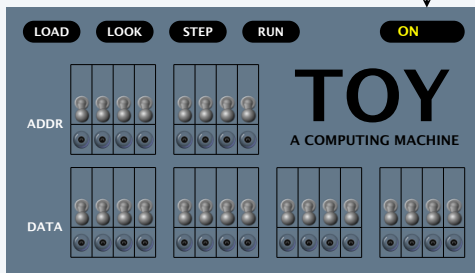 LOAD LOOK STEP RUN ON
TOY
A COMPUTING MACHINE
ADDR
DATA